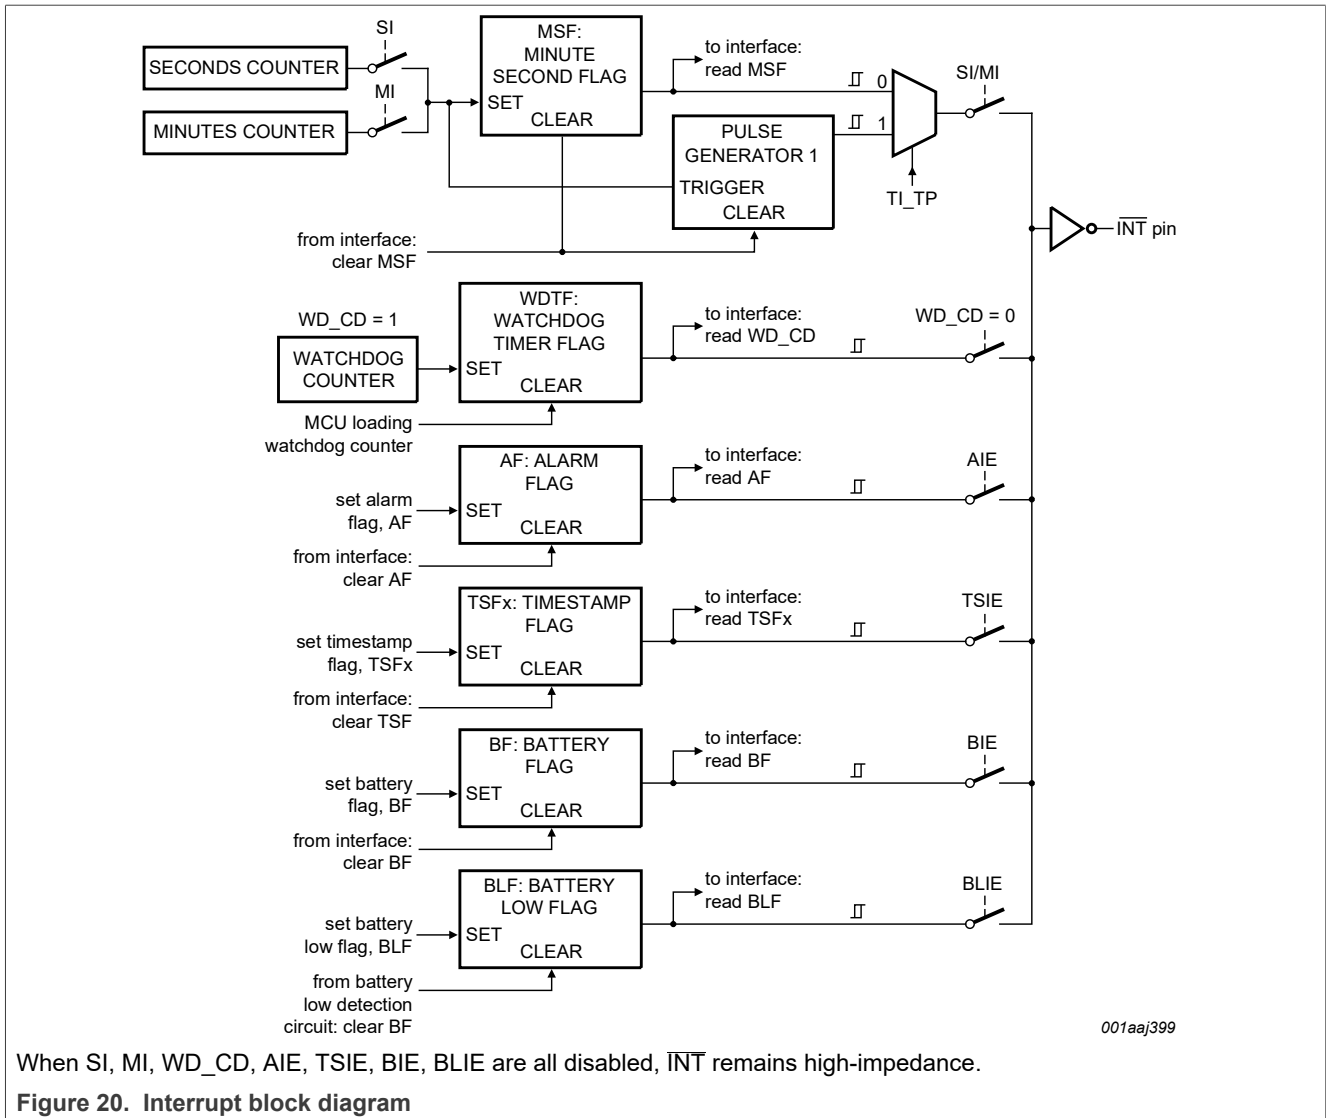 SI
SECONDS COUNTER
MI
MINUTES COUNTER
MSF:
MINUTE
SECOND FLAG
SET
CLEAR
to interface:
read MSF
0
1
SI/MI
PULSE
GENERATOR 1
TRIGGER
CLEAR
TI_TP
from interface:
clear MSF
INT pin
WD_CD = 1
WATCHDOG
COUNTER
WDTF:
WATCHDOG
TIMER FLAG
SET
CLEAR
to interface:
read WD_CD
WD_CD = 0
MCU loading
watchdog counter
AF: ALARM
FLAG
SET
CLEAR
to interface:
read AF
AIE
set alarm
flag, AF
from interface:
clear AF
TSFx: TIMESTAMP
FLAG
SET
CLEAR
to interface:
read TSFx
TSIE
set timestamp
flag, TSFx
from interface:
clear TSF
BF: BATTERY
FLAG
SET
CLEAR
to interface:
read BF
BIE
set battery
flag, BF
from interface:
clear BF
BLF: BATTERY
LOW FLAG
SET
CLEAR
to interface:
read BLF
BLIE
set battery
low flag, BLF
from battery
low detection
circuit: clear BF
001aaj399
When SI, MI, WD_CD, AIE, TSIE, BIE, BLIE are all disabled, INT remains high-impedance.
Figure 20. Interrupt block diagram